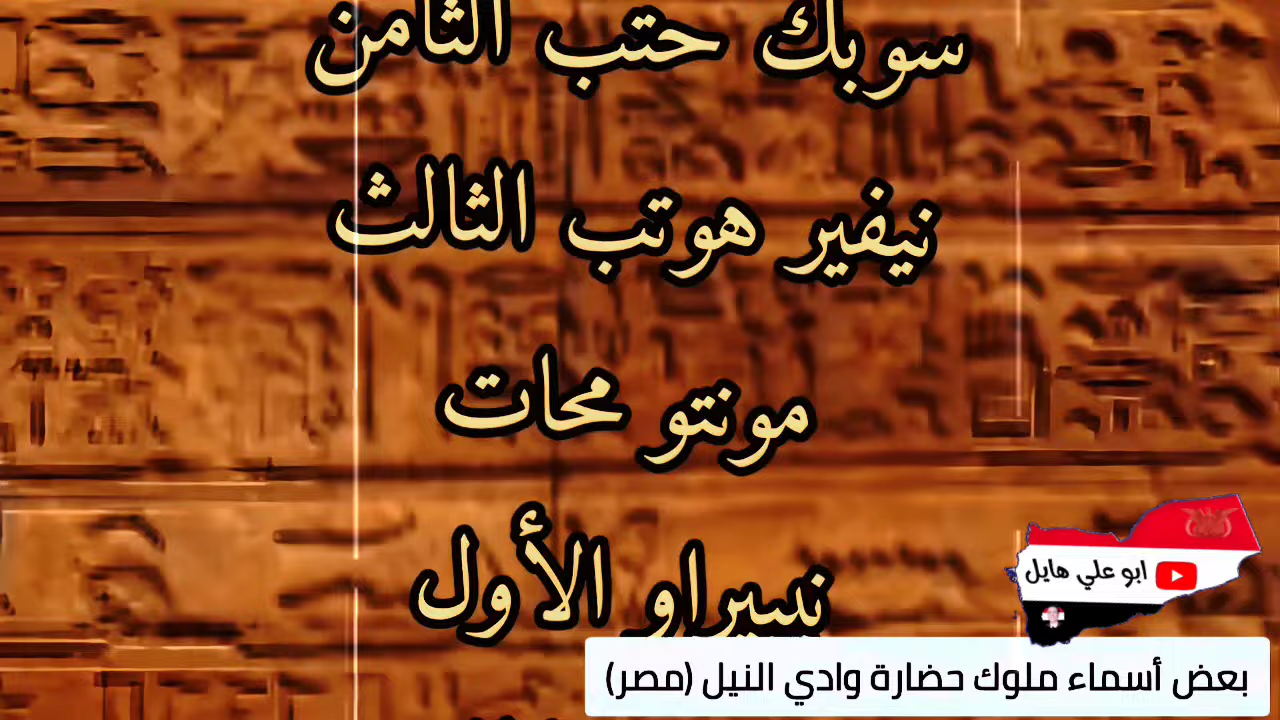 سوبك حتب الثامن
نيفير هوتب الثالث
مونتو محات
نيبيراو الأول
ابو علي هايل
بعض أسماء ملوك حضارة وادي النيل (مصر)